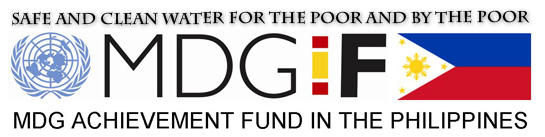 SAFE AND CLEAN WATER FOR THE POOR AND BY THE POOR
MDGiF
MDG ACHIEVEMENT FUND IN THE PHILIPPINES